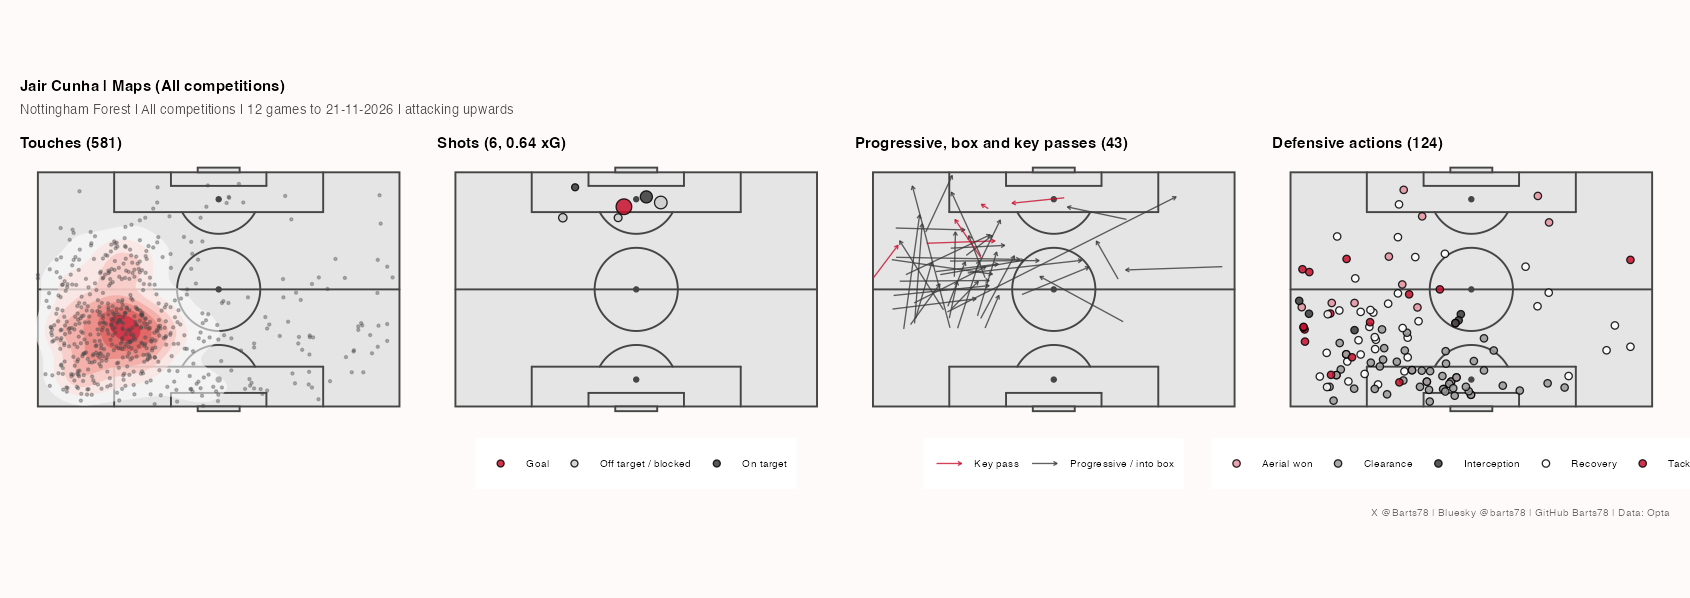 Jair Cunha | Maps (All competitions)
Nottingham Forest | All competitions | 12 games to 21-11-2026 | attacking upwards
Touches (581)
Shots (6, 0.64 xG)
Progressive, box and key passes (43)
Defensive actions (124)
Goal
Off target / blocked
On target
Key pass
Progressive / into box
Aerial won
Clearance
Interception
Recovery
Tack
X @Barts78 | Bluesky @barts78 | GitHub Barts78 | Data: Opta